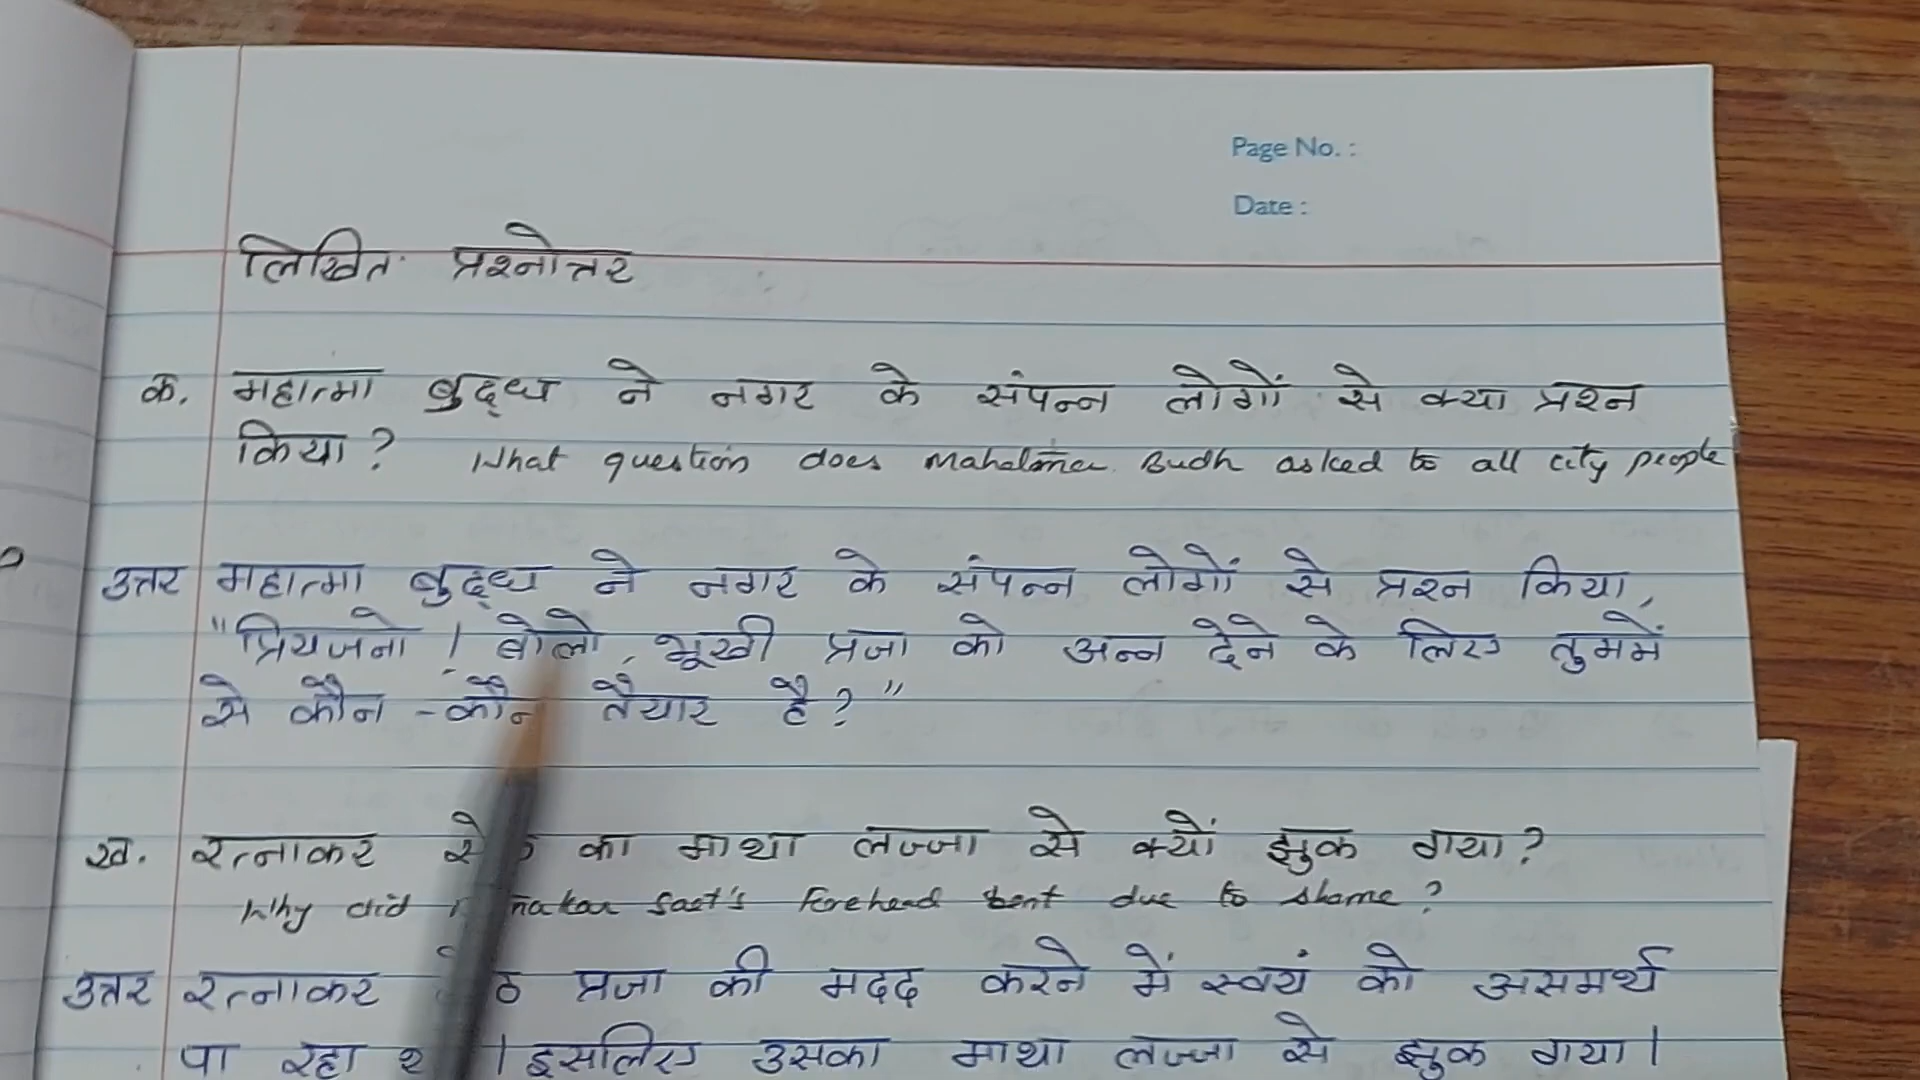 Page No. :
Date :
लिखित प्रश्नोत्तर
क. महात्मा बुद्ध ने नगर के संपन्न लोगों से क्या प्रश्न
किया ? What question does Budh asked to all city people
उत्तर महात्मा बुद्ध ने नगर के संपन्न लोगों से प्रश्न किया,
"प्रियजनो ! बोलो, भूखी प्रजा को अन्न देने के लिए तुममें
से कौन - कौन तैयार है ? "
ख. रत्नाकर का माथा लज्जा से क्यों झुक गया ?
Why did Saet's Forehead bent due to shame ?
उत्तर रत्नाकर प्रजा की मदद करने में स्वयं को असमर्थ
पा रहा । इसलिए उसका माथा लज्जा से झुक गया ।